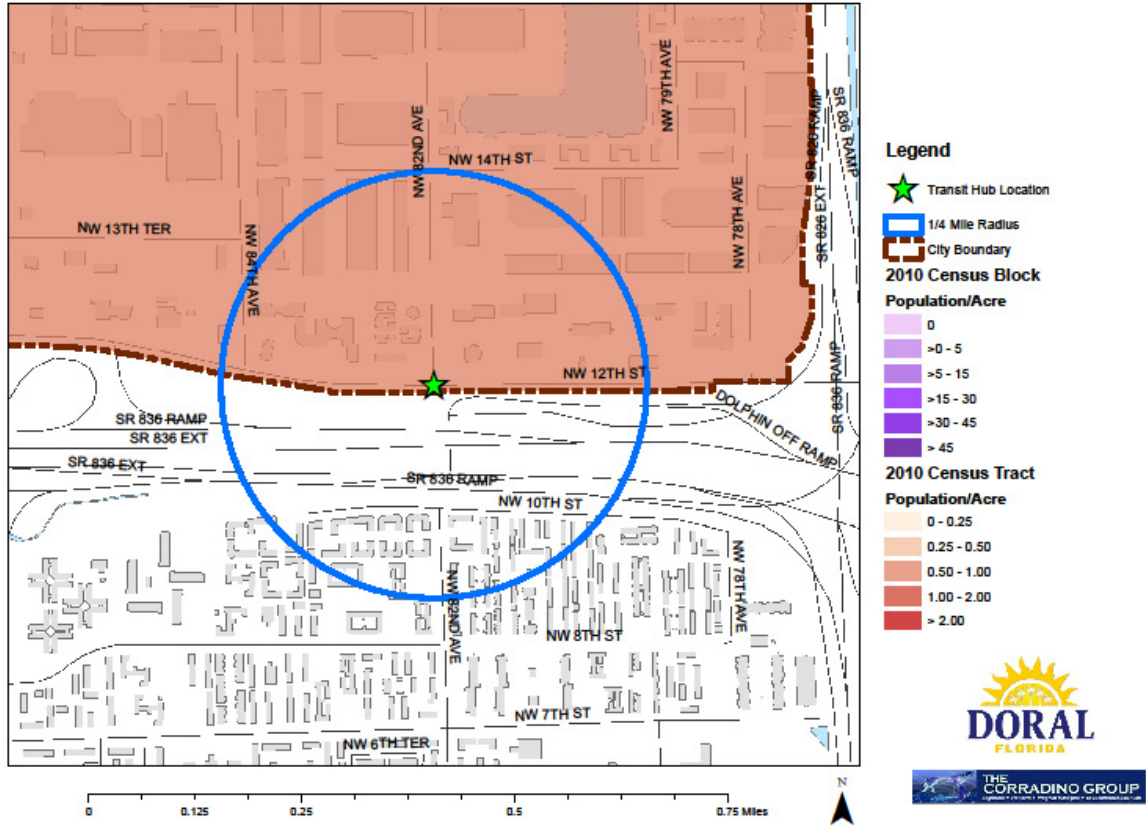 NW 79TH AVE
SR 826 RAMP
SR 836 RAMP
NW 82ND AVE
NW 14TH ST
NW 78TH AVE
SR 826 EXT
NW 13TH TER
NW 84TH AVE
NW 12TH ST
SR 836 RAMP
DOLPHIN OFF RAMP
SR 836 RAMP
SR 836 EXT
SR 836 EXT
SR 836 RAMP
NW 10TH ST
NW 78TH AVE
NW 82ND AVE
NW 8TH ST
NW 7TH ST
NW 6TH TER
0 0.125 0.25 0.5 0.75 Miles
N
Legend
Transit Hub Location
1/4 Mile Radius
City Boundary
2010 Census Block
Population/Acre
0
>0 - 5
>5 - 15
>15 - 30
>30 - 45
> 45
2010 Census Tract
Population/Acre
0 - 0.25
0.25 - 0.50
0.50 - 1.00
1.00 - 2.00
> 2.00
DORAL
FLORIDA
THE
CORRADINO GROUP